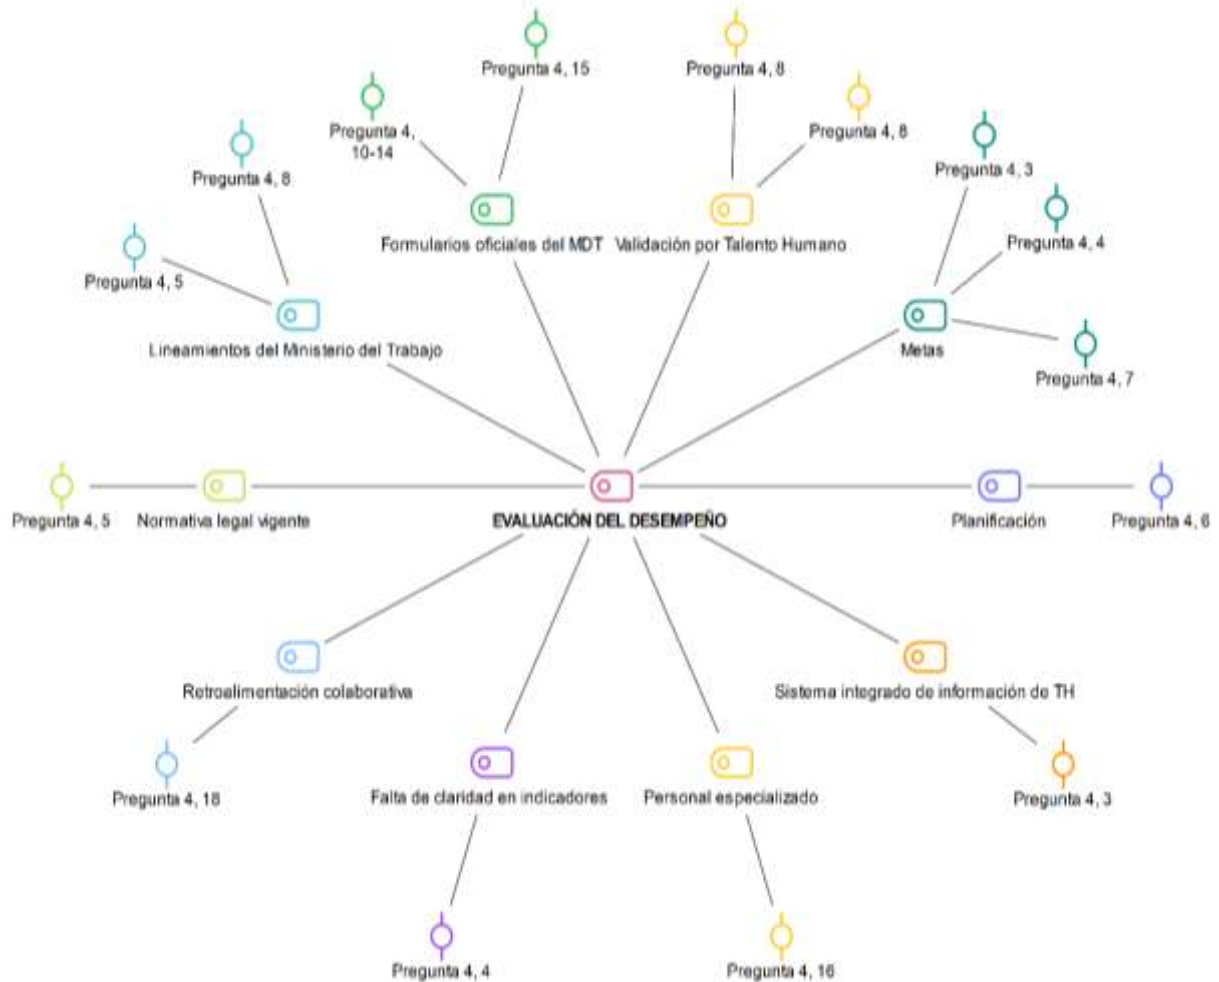 Pregunta 4, 15
Pregunta 4, 8
Pregunta 4,
10-14
Pregunta 4, 8
Pregunta 4, 8
Pregunta 4, 3
Formularios oficiales del MDT
Validación por Talento Humano
Pregunta 4, 4
Pregunta 4, 5
Lineamientos del Ministerio del Trabajo
Metas
Pregunta 4, 7
Pregunta 4, 5
Normativa legal vigente
EVALUACIÓN DEL DESEMPEÑO
Planificación
Pregunta 4, 6
Retroalimentación colaborativa
Sistema integrado de información de TH
Pregunta 4, 18
Falta de claridad en indicadores
Personal especializado
Pregunta 4, 3
Pregunta 4, 4
Pregunta 4, 16